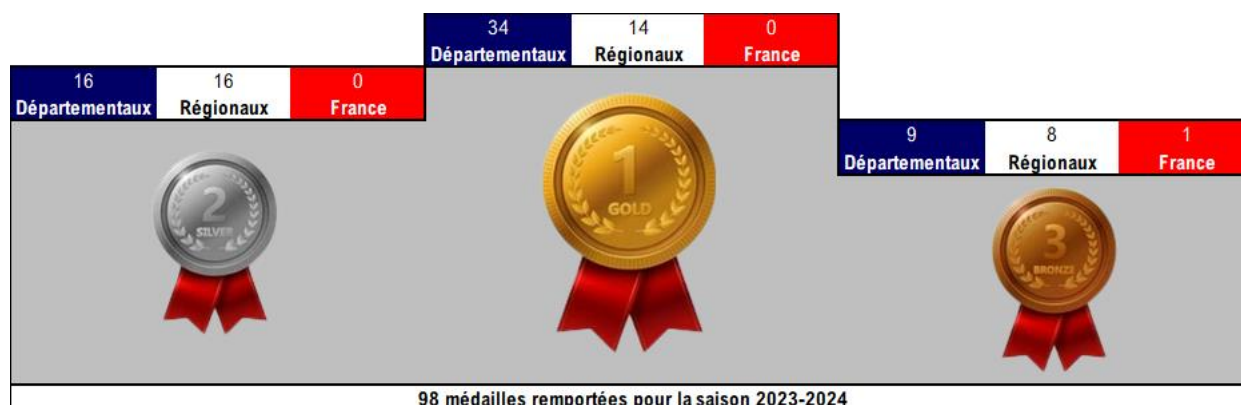 34 14 0
Départementaux Régionaux France
16 16 0
Départementaux Régionaux France
9 8 1
Départementaux Régionaux France
1
GOLD
2
SILVER
3
BRONZE
98 médailles remportées pour la saison 2023-2024